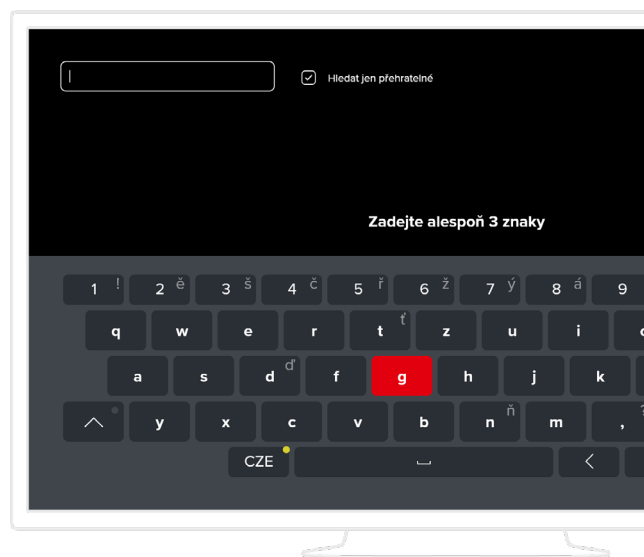 Hledat jen přehratelné
Zadejte alespoň 3 znaky
1 ! 2 ě 3 š 4 č 5 ř 6 ž 7 ý 8 á 9
q w e r t ť z u i
a s d ď f g h j k
y x c v b n ň m ,
CZE